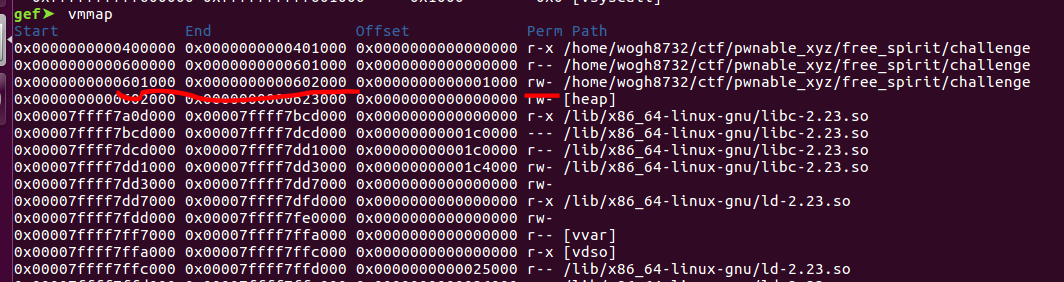 gef➤ vmmap
Start End Offset Perm Path
0x0000000000400000 0x0000000000401000 0x0000000000000000 r-x /home/wogh8732/ctf/pwnable_xyz/free_spirit/challenge
0x0000000000600000 0x0000000000601000 0x0000000000000000 r-- /home/wogh8732/ctf/pwnable_xyz/free_spirit/challenge
0x0000000000601000 0x0000000000602000 0x0000000000001000 rw- /home/wogh8732/ctf/pwnable_xyz/free_spirit/challenge
0x0000000000602000 0x0000000000623000 0x0000000000000000 rw- [heap]
0x00007ffff7a0d000 0x00007ffff7bcd000 0x0000000000000000 r-x /lib/x86_64-linux-gnu/libc-2.23.so
0x00007ffff7bcd000 0x00007ffff7dcd000 0x00000000001c0000 --- /lib/x86_64-linux-gnu/libc-2.23.so
0x00007ffff7dcd000 0x00007ffff7dd1000 0x00000000001c0000 r-- /lib/x86_64-linux-gnu/libc-2.23.so
0x00007ffff7dd1000 0x00007ffff7dd3000 0x00000000001c4000 rw- /lib/x86_64-linux-gnu/libc-2.23.so
0x00007ffff7dd3000 0x00007ffff7dd7000 0x0000000000000000 rw-
0x00007ffff7dd7000 0x00007ffff7dfd000 0x0000000000000000 r-x /lib/x86_64-linux-gnu/ld-2.23.so
0x00007ffff7fdd000 0x00007ffff7fe0000 0x0000000000000000 rw-
0x00007ffff7ff7000 0x00007ffff7ffa000 0x0000000000000000 r-- [vvar]
0x00007ffff7ffa000 0x00007ffff7ffc000 0x0000000000000000 r-x [vdso]
0x00007ffff7ffc000 0x00007ffff7ffd000 0x0000000000025000 r-- /lib/x86_64-linux-gnu/ld-2.23.so